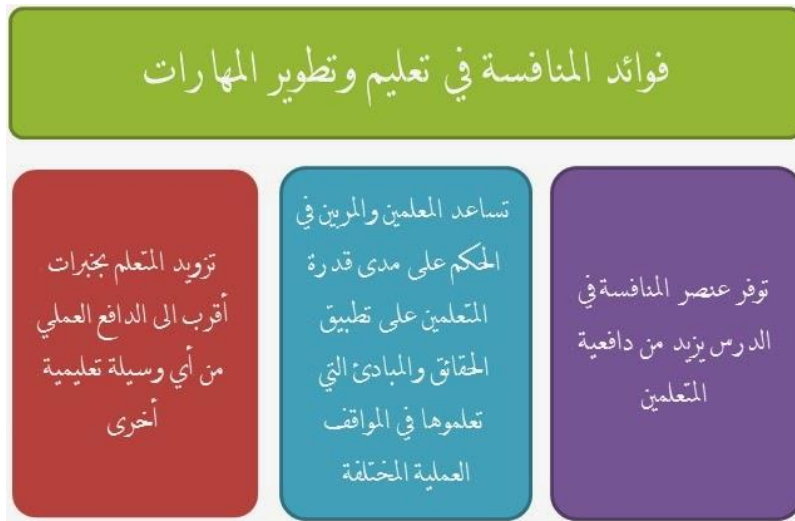 فوائد المنافسة في تعليم وتطوير المهارات
توفر عنصر المنافسة في
الدرس يزيد من دافعية
المتعلمين
تساعد المعلمين والمربين في
الحكم على مدى قدرة
المتعلمين على تطبيق
الحقائق والمبادئ التي
تعلموها في المواقف
العملية المختلفة
تزويد المتعلم بخبرات
أقرب الى الدافع العملي
من أي وسيلة تعليمية
أخرى